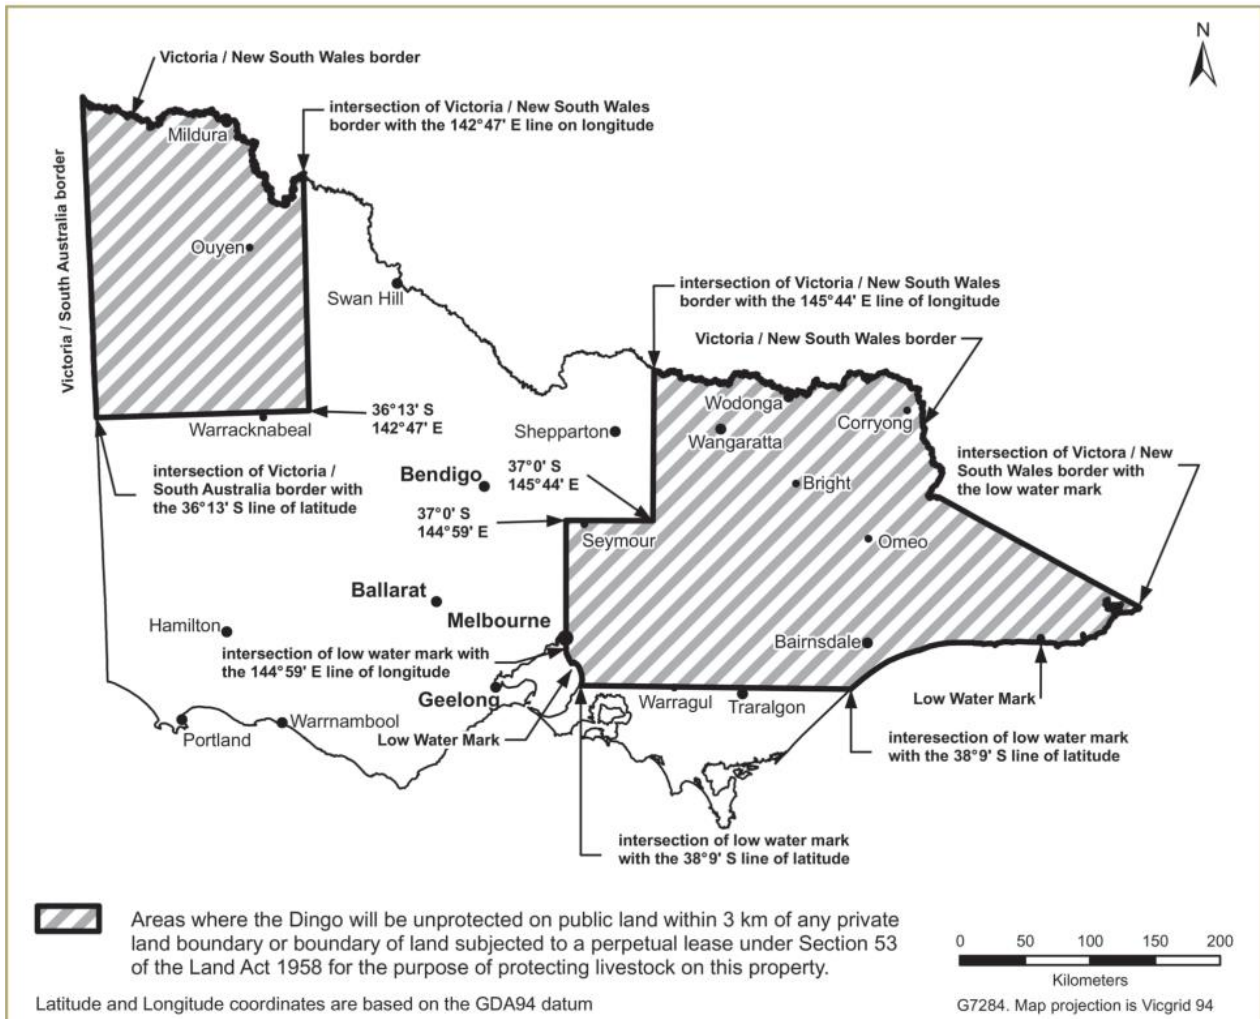 N
Victoria / New South Wales border
intersection of Victoria / New South Wales
border with the 142°47' E line on longitude
Mildura
Victoria / South Australia border
Ouyen
Swan Hill
intersection of Victoria / New South Wales
border with the 145°44' E line of longitude
Victoria / New South Wales border
36°13' S
142°47' E
Warracknabeal
Wodonga
Corryong
Shepparton
Wangaratta
intersection of Victoria /
South Australia border with
the 36°13' S line of latitude
Bendigo
37°0' S
145°44' E
intersection of Victora / New
South Wales border with
the low water mark
Bright
37°0' S
144°59' E
Seymour
Omeo
Ballarat
Melbourne
Hamilton
Bairnsdale
intersection of low water mark with
the 144°59' E line of longitude
Geelong
Warragul
Traralgon
Low Water Mark
Portland
Warrnambool
Low Water Mark
interesection of low water mark
with the 38°9' S line of latitude
intersection of low water mark
with the 38°9' S line of latitude
Areas where the Dingo will be unprotected on public land within 3 km of any private
land boundary or boundary of land subjected to a perpetual lease under Section 53
of the Land Act 1958 for the purpose of protecting livestock on this property.
0 50 100 150 200
Kilometers
Latitude and Longitude coordinates are based on the GDA94 datum
G7284. Map projection is Vicgrid 94